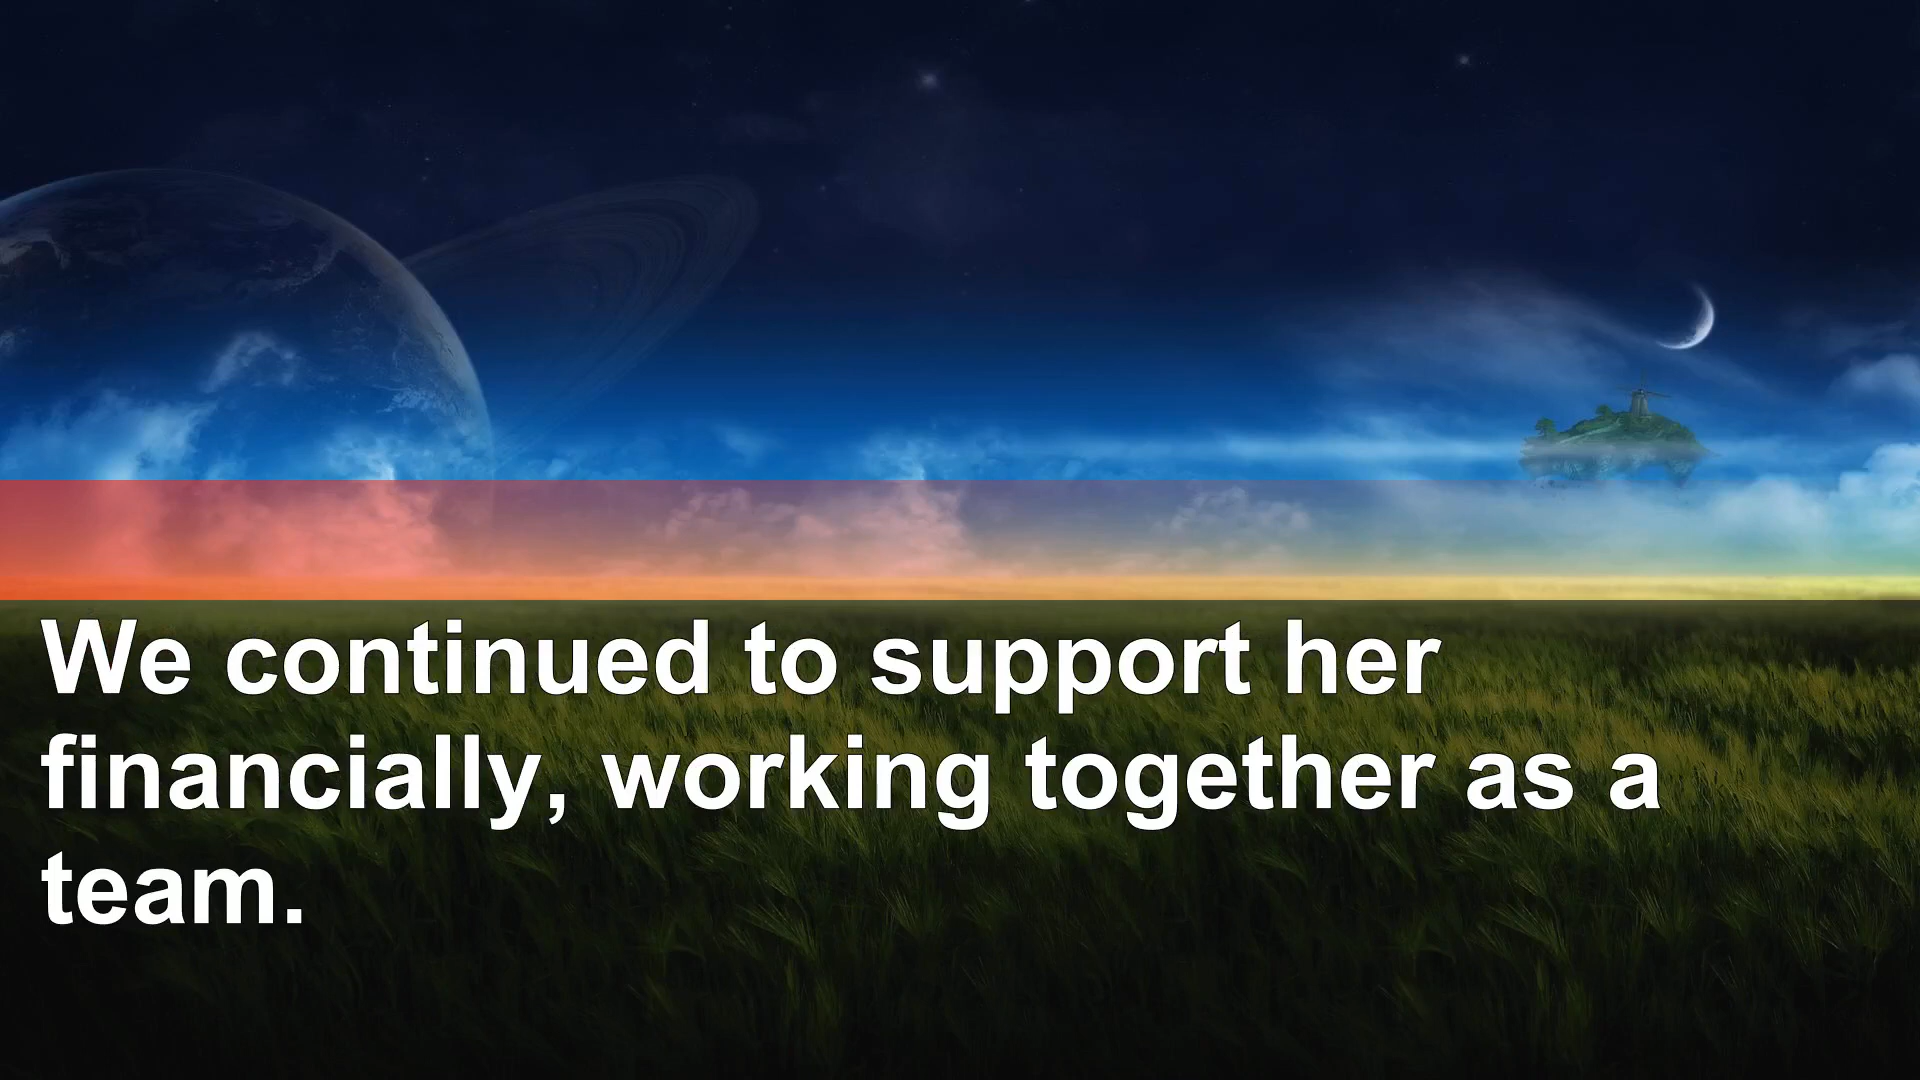 We continued to support her
financially, working together as a
team.